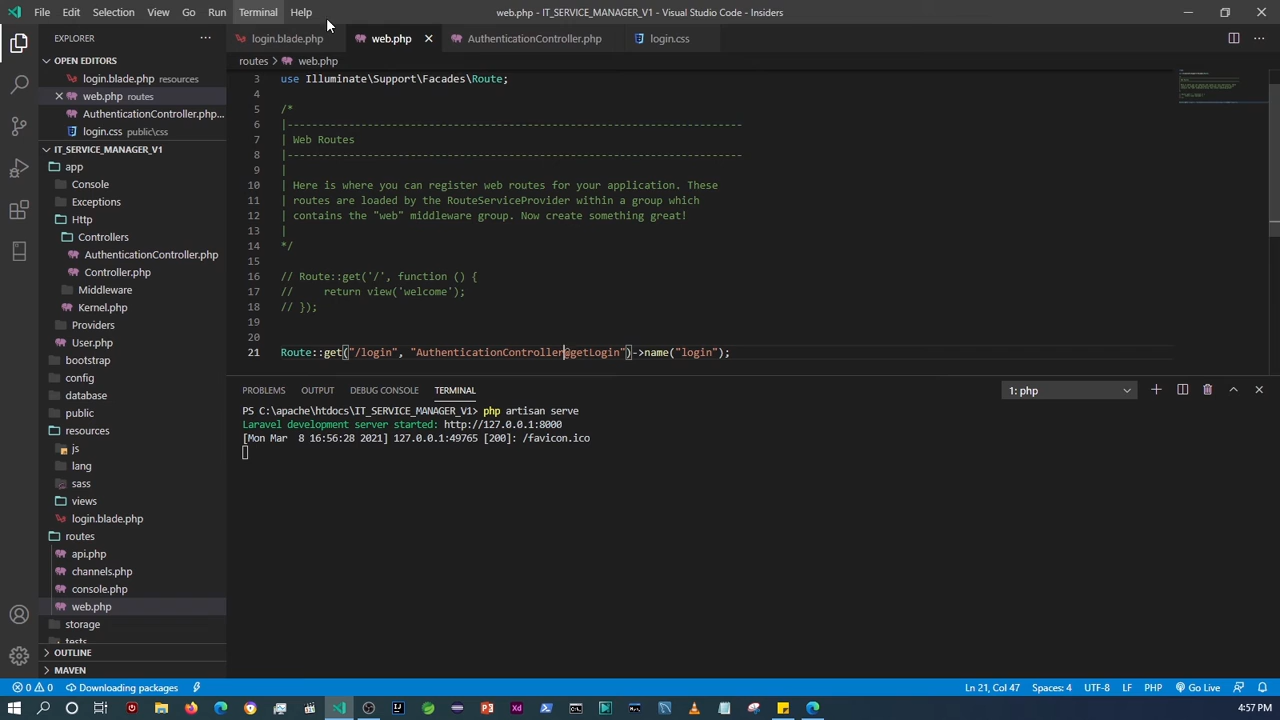 File Edit Selection View Go Run Terminal Help
web.php - IT_SERVICE_MANAGER_V1 - Visual Studio Code - Insiders
EXPLORER
login.blade.php web.php AuthenticationController.php login.css
OPEN EDITORS
login.blade.php resources
web.php routes
AuthenticationController.php...
login.css public\css
IT_SERVICE_MANAGER_V1
app
Console
Exceptions
Http
Controllers
AuthenticationController.php
Controller.php
Middleware
Kernel.php
Providers
User.php
bootstrap
config
database
public
resources
js
lang
sass
views
login.blade.php
routes
api.php
channels.php
console.php
web.php
storage
tests
OUTLINE
MAVEN
routes > web.php
3 use Illuminate\Support\Facades\Route;
4
5 /*
6 |--------------------------------------------------------------------------
7 | Web Routes
8 |--------------------------------------------------------------------------
9 |
10 | Here is where you can register web routes for your application. These
11 | routes are loaded by the RouteServiceProvider within a group which
12 | contains the "web" middleware group. Now create something great!
13 |
14 */
15
16 // Route::get('/', function () {
17 //     return view('welcome');
18 // });
19
20
21 Route::get("/login", "AuthenticationController@getLogin")->name("login");
PROBLEMS OUTPUT DEBUG CONSOLE TERMINAL
1: php
PS C:\apache\htdocs\IT_SERVICE_MANAGER_V1> php artisan serve
Laravel development server started: http://127.0.0.1:8000
[Mon Mar  8 16:56:28 2021] 127.0.0.1:49765 [200]: /favicon.ico
0 0 Downloading packages
Ln 21, Col 47 Spaces: 4 UTF-8 LF PHP Go Live
4:57 PM